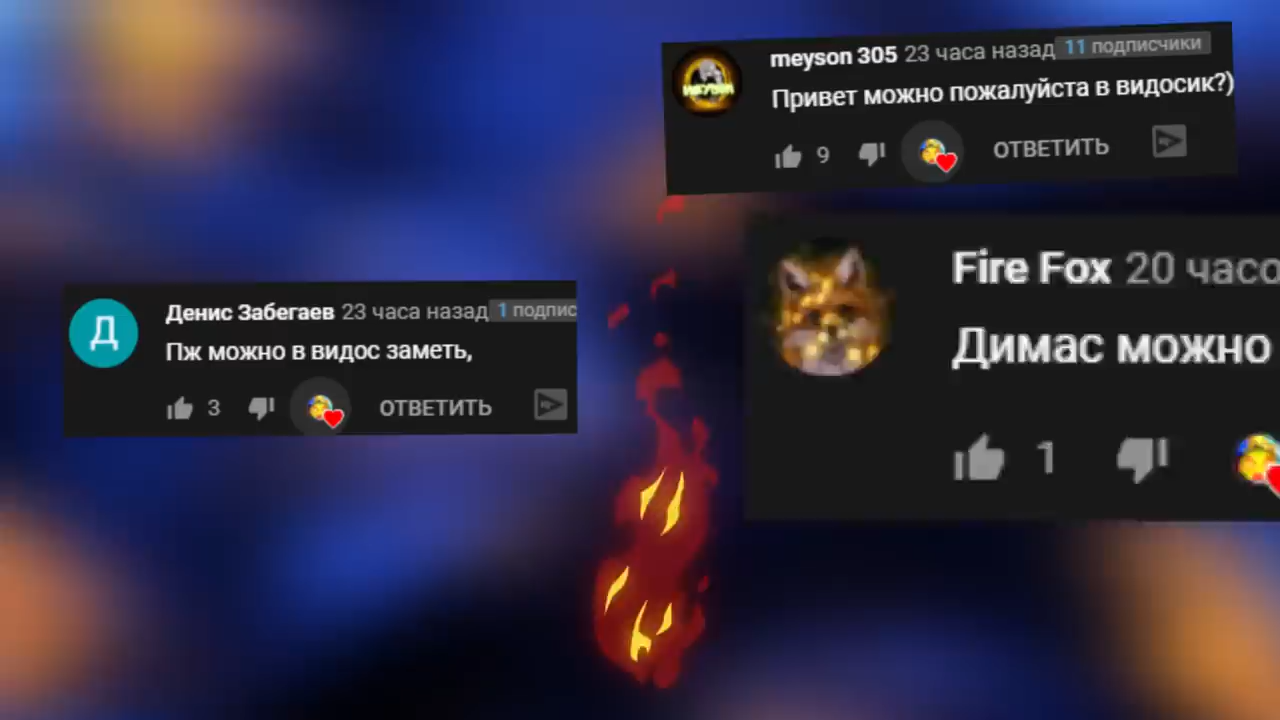 meyson 305 23 часа назад 11 подписчики
Привет можно пожалуйста в видосик?)
9 ОТВЕТИТЬ
Fire Fox 20 часо
Димас можно
1
Денис Забегаев 23 часа назад 1 подпис
Пж можно в видос заметь,
3 ОТВЕТИТЬ